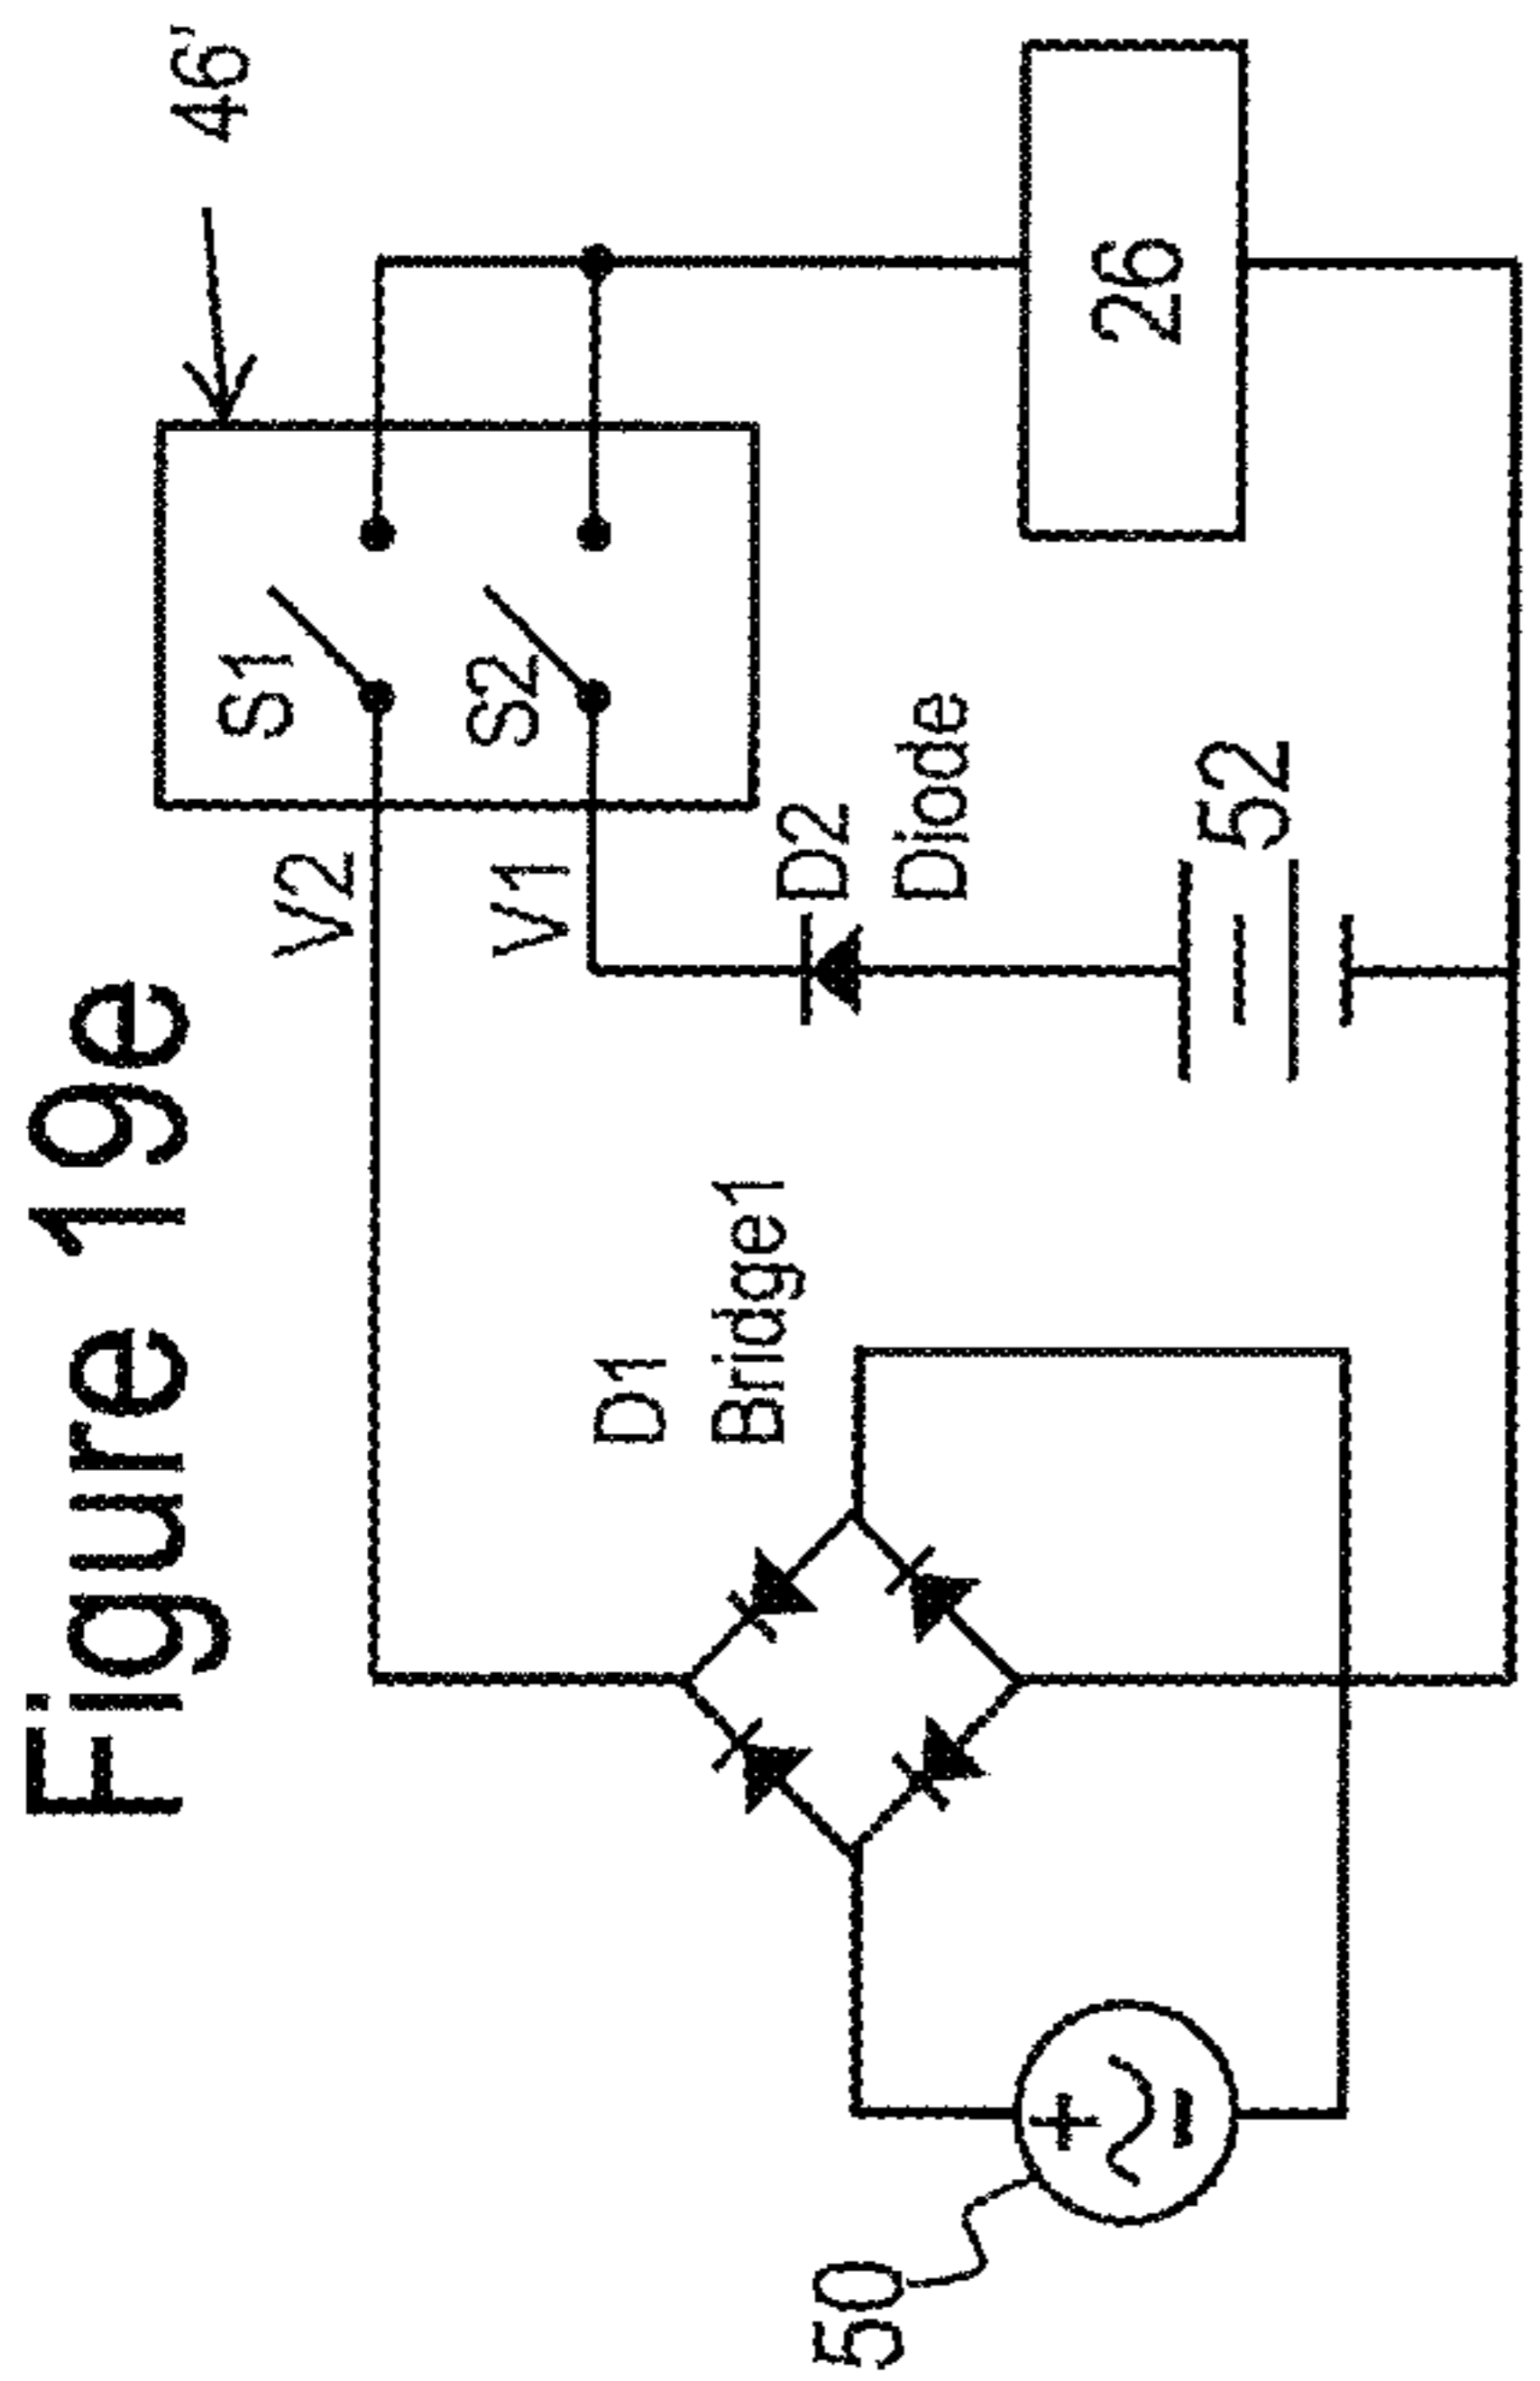 Figure 19e
46'
S1
S2
V2
V1
D2
Diode
D1
Bridge1
26
52
50
+
-